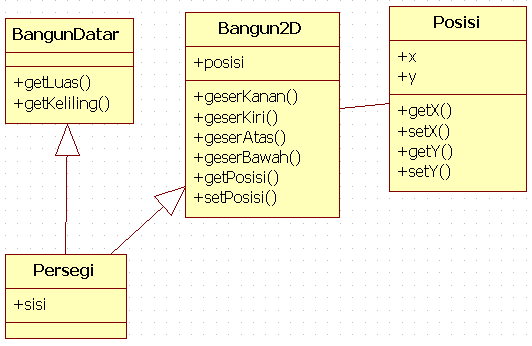 BangunDatar
+getLuas()
+getKeliling()
Bangun2D
+posisi
+geserKanan()
+geserKiri()
+geserAtas()
+geserBawah()
+getPosisi()
+setPosisi()
Posisi
+x
+y
+getX()
+setX()
+getY()
+setY()
Persegi
+sisi